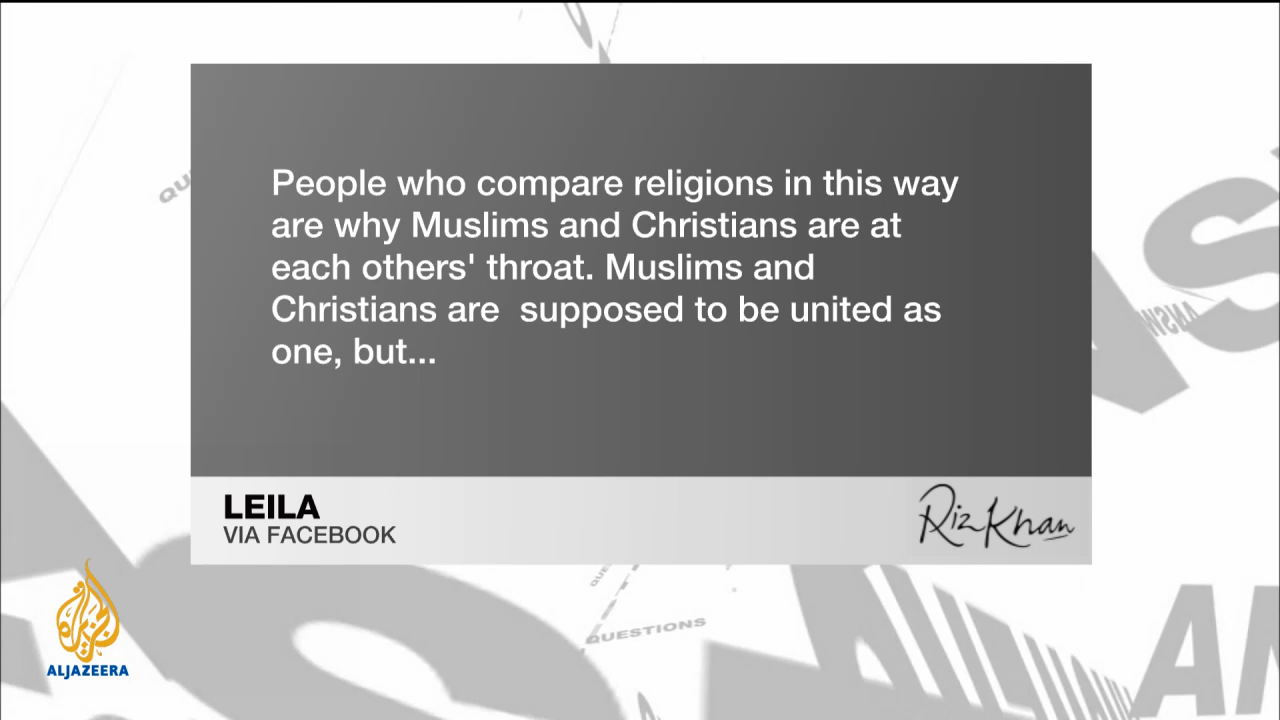 People who compare religions in this way
are why Muslims and Christians are at
each others' throat. Muslims and
Christians are  supposed to be united as
one, but...
LEILA
VIA FACEBOOK
Riz Khan
الجزيرة
ALJAZEERA
QUESTIONS